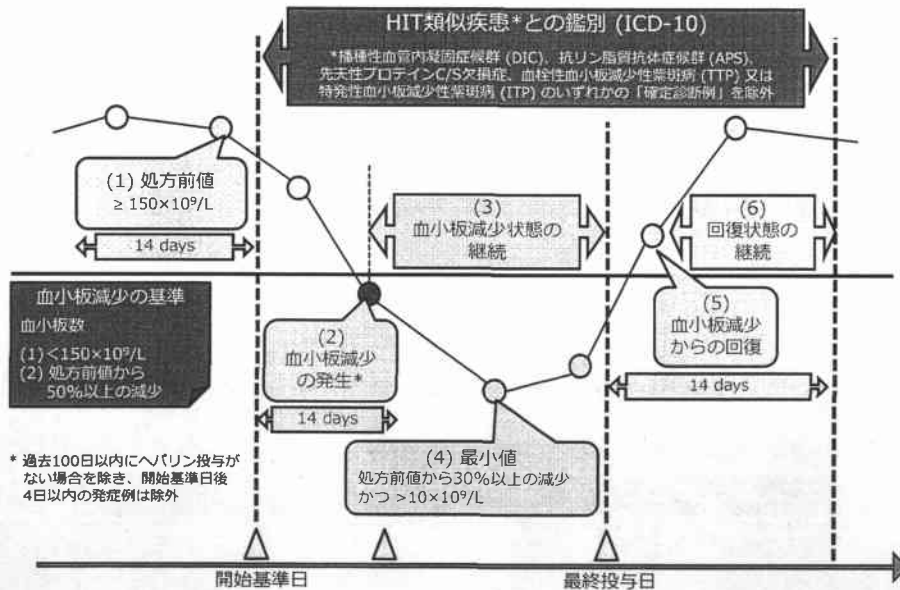 HIT類似疾患*との鑑別 (ICD-10)
*播種性血管内凝固症候群 (DIC)、抗リン脂質抗体症候群 (APS)、
先天性プロテインC/S欠損症、血栓性血小板減少性紫斑病 (TTP) 又は
特発性血小板減少性紫斑病 (ITP) のいずれかの「確定診断例」を除外
(1) 処方前値
≥ 150×10⁹/L
14 days
(3)
血小板減少状態の
継続
(6)
回復状態の
継続
血小板減少の基準
血小板数
(1) <150×10⁹/L
(2) 処方前値から
50%以上の減少
(2)
血小板減少
の発生*
14 days
(5)
血小板減少
からの回復
14 days
(4) 最小値
処方前値から30%以上の減少
かつ >10×10⁹/L
* 過去100日以内にヘパリン投与が
ない場合を除き、開始基準日後
4日以内の発症例は除外
開始基準日
最終投与日